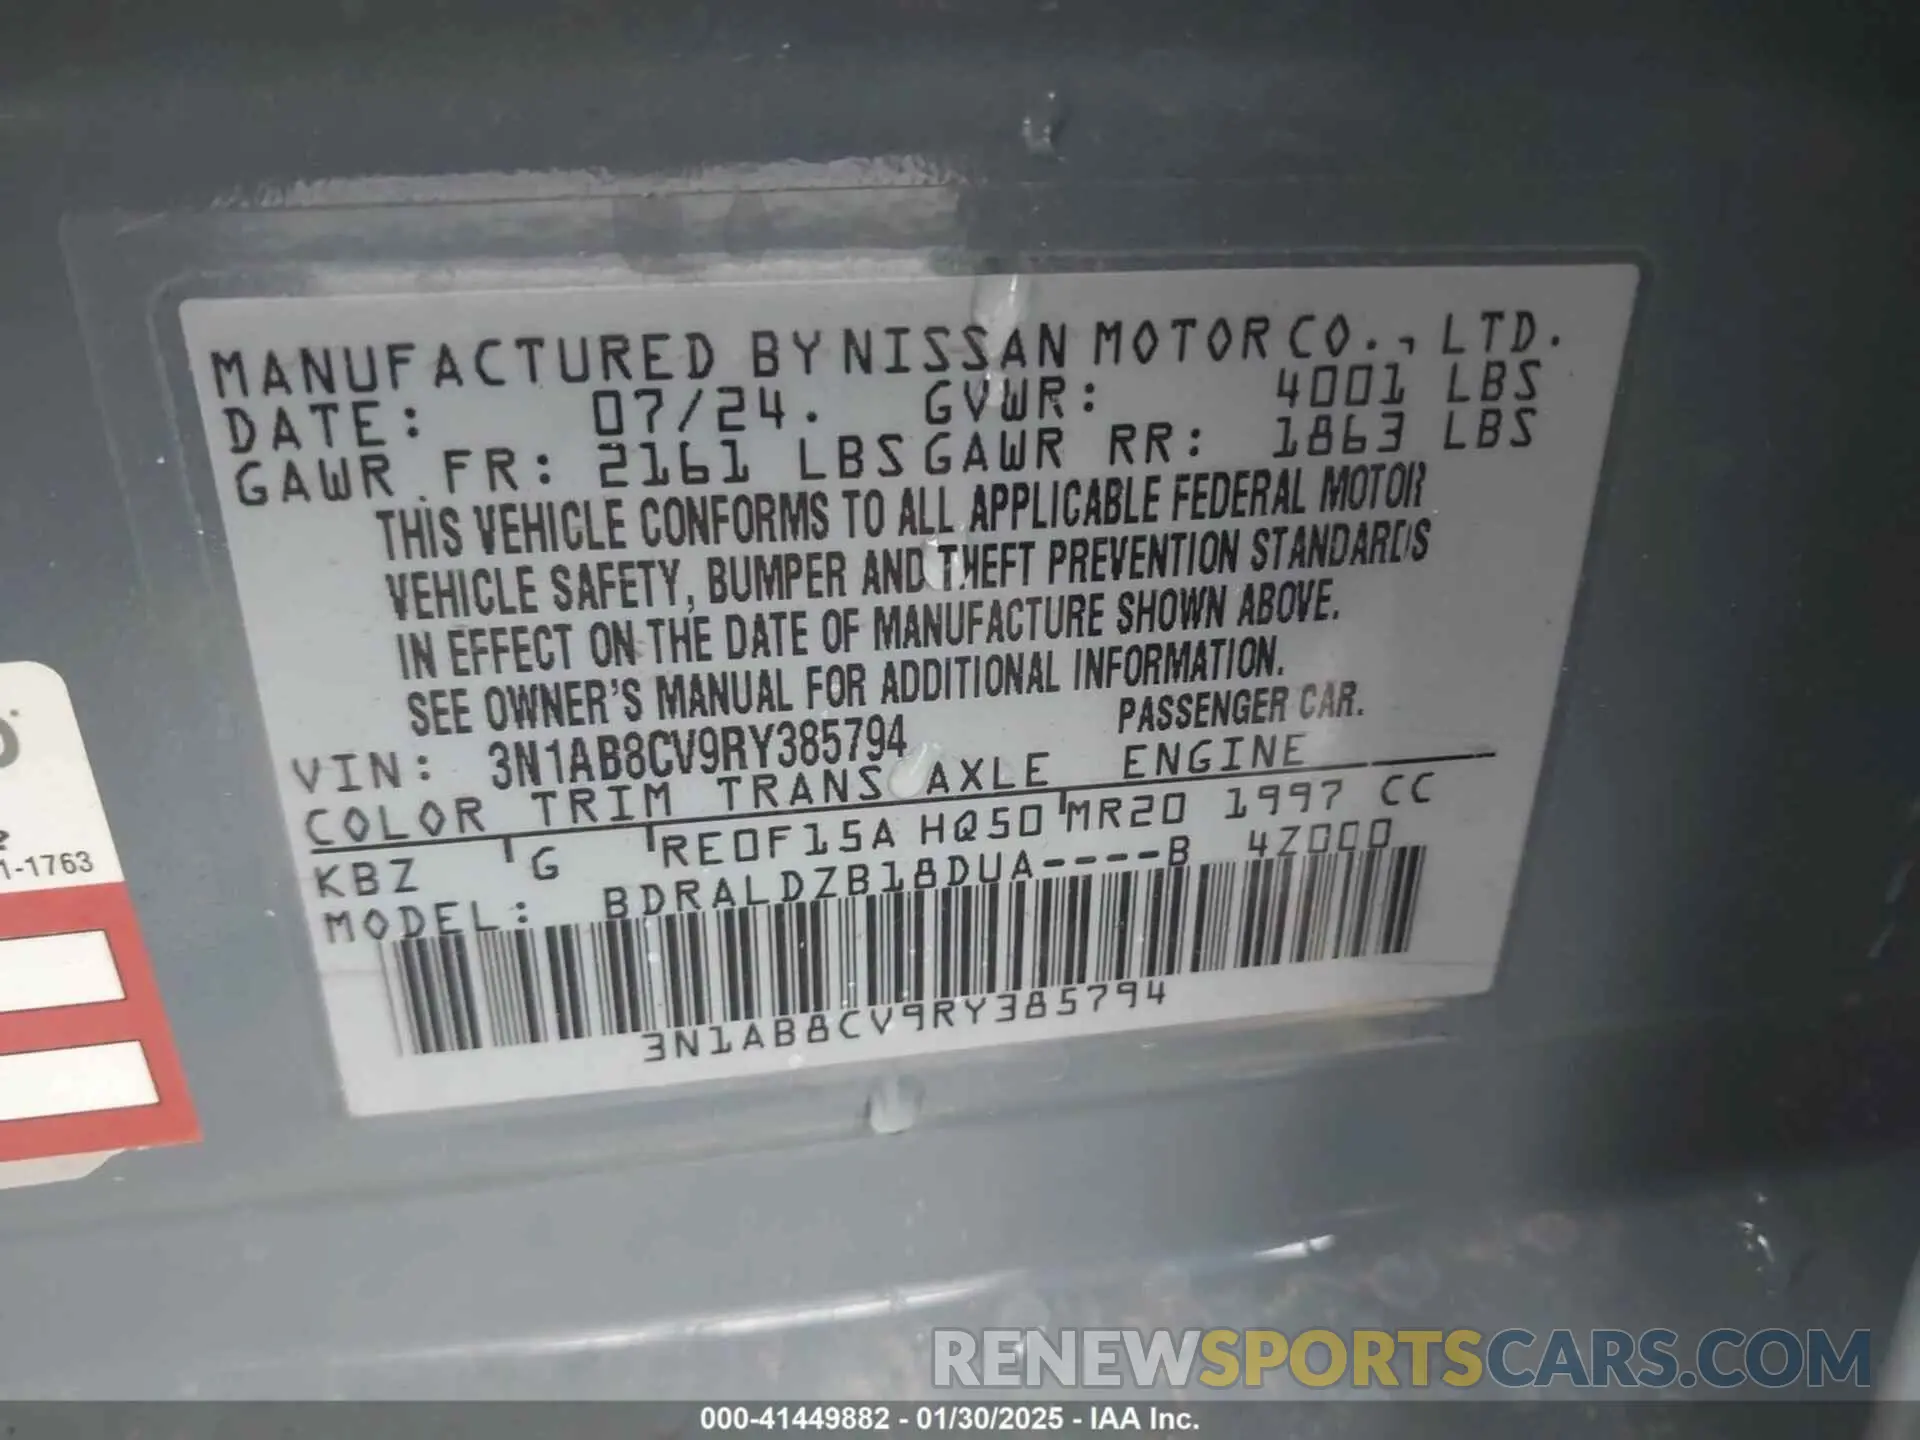 MANUFACTURED BY NISSAN MOTOR CO., LTD.
DATE: 07/24. GVWR: 4001 LBS
GAWR FR: 2161 LBS GAWR RR: 1863 LBS
THIS VEHICLE CONFORMS TO ALL APPLICABLE FEDERAL MOTOR
VEHICLE SAFETY, BUMPER AND THEFT PREVENTION STANDARDS
IN EFFECT ON THE DATE OF MANUFACTURE SHOWN ABOVE.
SEE OWNER'S MANUAL FOR ADDITIONAL INFORMATION.
VIN: 3N1AB8CV9RY385794 PASSENGER CAR.
COLOR TRIM TRANS AXLE ENGINE
KBZ G RE0F15A HQ50 MR20 1997 CC
MODEL: BDRALDZB18DUA----B 4Z000
3N1AB8CV9RY385794
1-1763
RENEWSPORTSCARS.COM
000-41449882 - 01/30/2025 - IAA Inc.